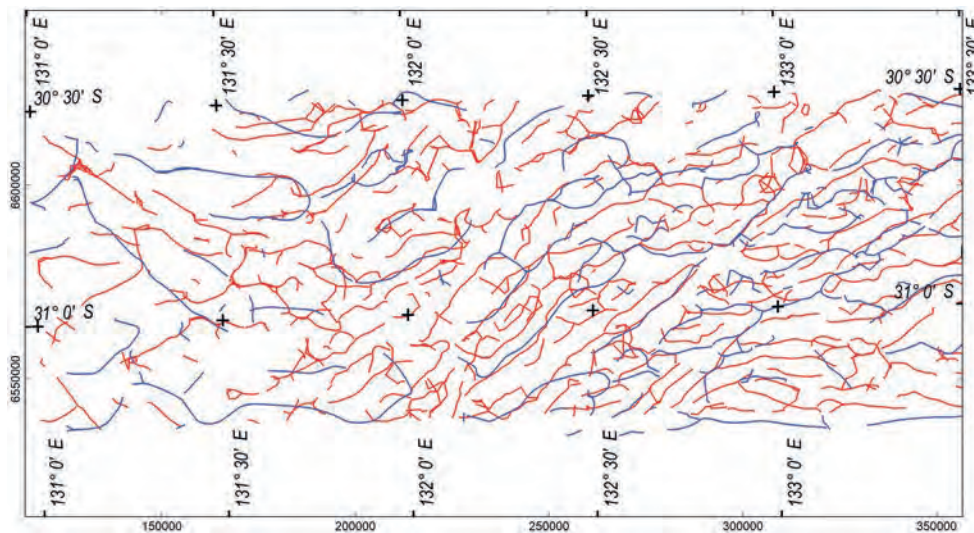 131° 0' E
131° 30' E
132° 0' E
132° 30' E
133° 0' E
133° 30' E
30° 30' S
30° 30' S
6600000
31° 0' S
31° 0' S
6550000
131° 0' E
131° 30' E
132° 0' E
132° 30' E
133° 0' E
150000
200000
250000
300000
350000